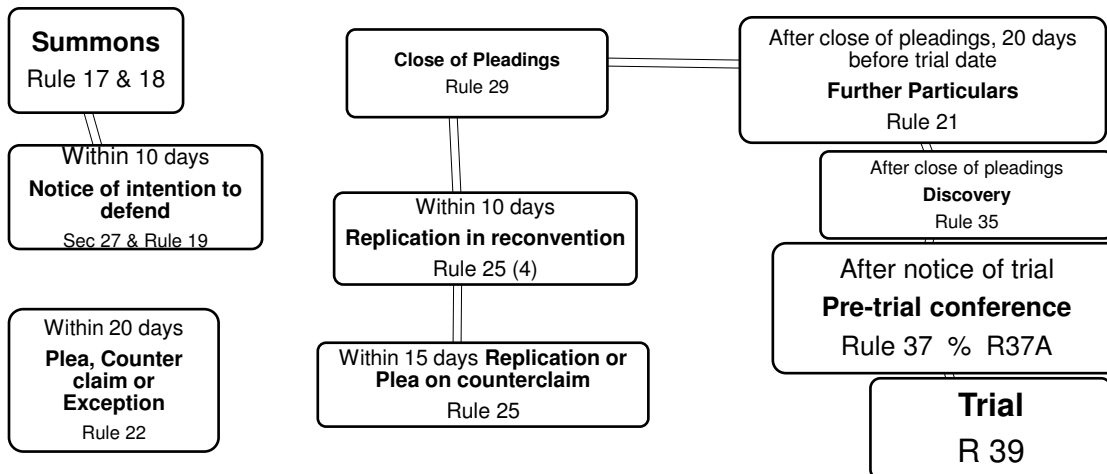 Summons
Rule 17 & 18
Within 10 days
Notice of intention to
defend
Sec 27 & Rule 19
Within 20 days
Plea, Counter
claim or
Exception
Rule 22
Close of Pleadings
Rule 29
Within 10 days
Replication in reconvention
Rule 25 (4)
Within 15 days Replication or
Plea on counterclaim
Rule 25
After close of pleadings, 20 days
before trial date
Further Particulars
Rule 21
After close of pleadings
Discovery
Rule 35
After notice of trial
Pre-trial conference
Rule 37 % R37A
Trial
R 39